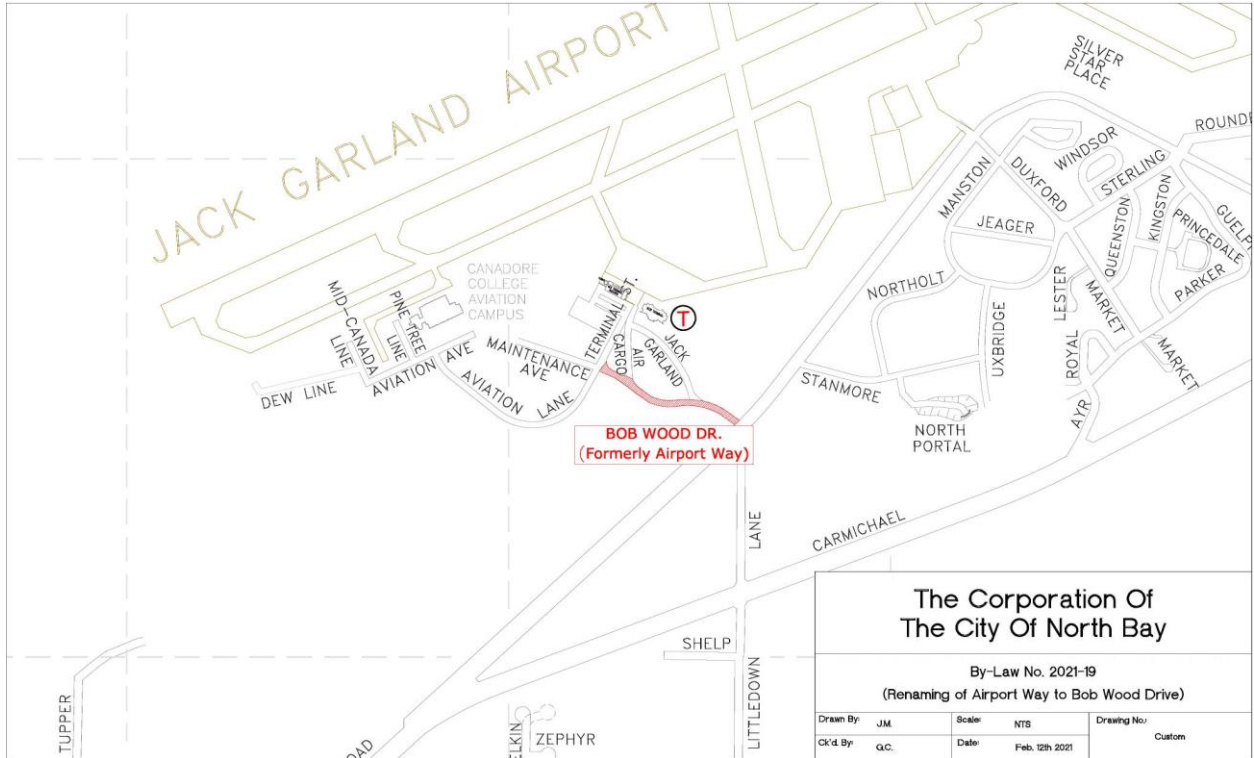 JACK GARLAND AIRPORT
SILVER
STAR
PLACE
ROUNDE
WINDSOR
MANSTON
DUXFORD
STERLING
JEAGER
QUEENSTON
KINGSTON
GUELPH
PRINCEDALE
PARKER
NORTHOLT
LESTER
MARKET
UXBRIDGE
ROYAL
MARKET
AYR
STANMORE
NORTH
PORTAL
CANADORE
COLLEGE
AVIATION
CAMPUS
MID-CANADA
LINE
PINE TREE
LINE
AVIATION AVE
DEW LINE
MAINTENANCE
AVE
AVIATION LANE
TERMINAL ST.
AIR
CARGO
JACK
GARLAND
T
BOB WOOD DR.
(Formerly Airport Way)
LANE
CARMICHAEL
SHELP
LITTLEDOWN
TUPPER
OAD
ELKIN
ZEPHYR
The Corporation Of
The City Of North Bay
By-Law No. 2021-19
(Renaming of Airport Way to Bob Wood Drive)
Drawn By: J.M. Scale: NTS Drawing No.:
Custom
Ck'd. By: G.C. Date: Feb. 12th 2021